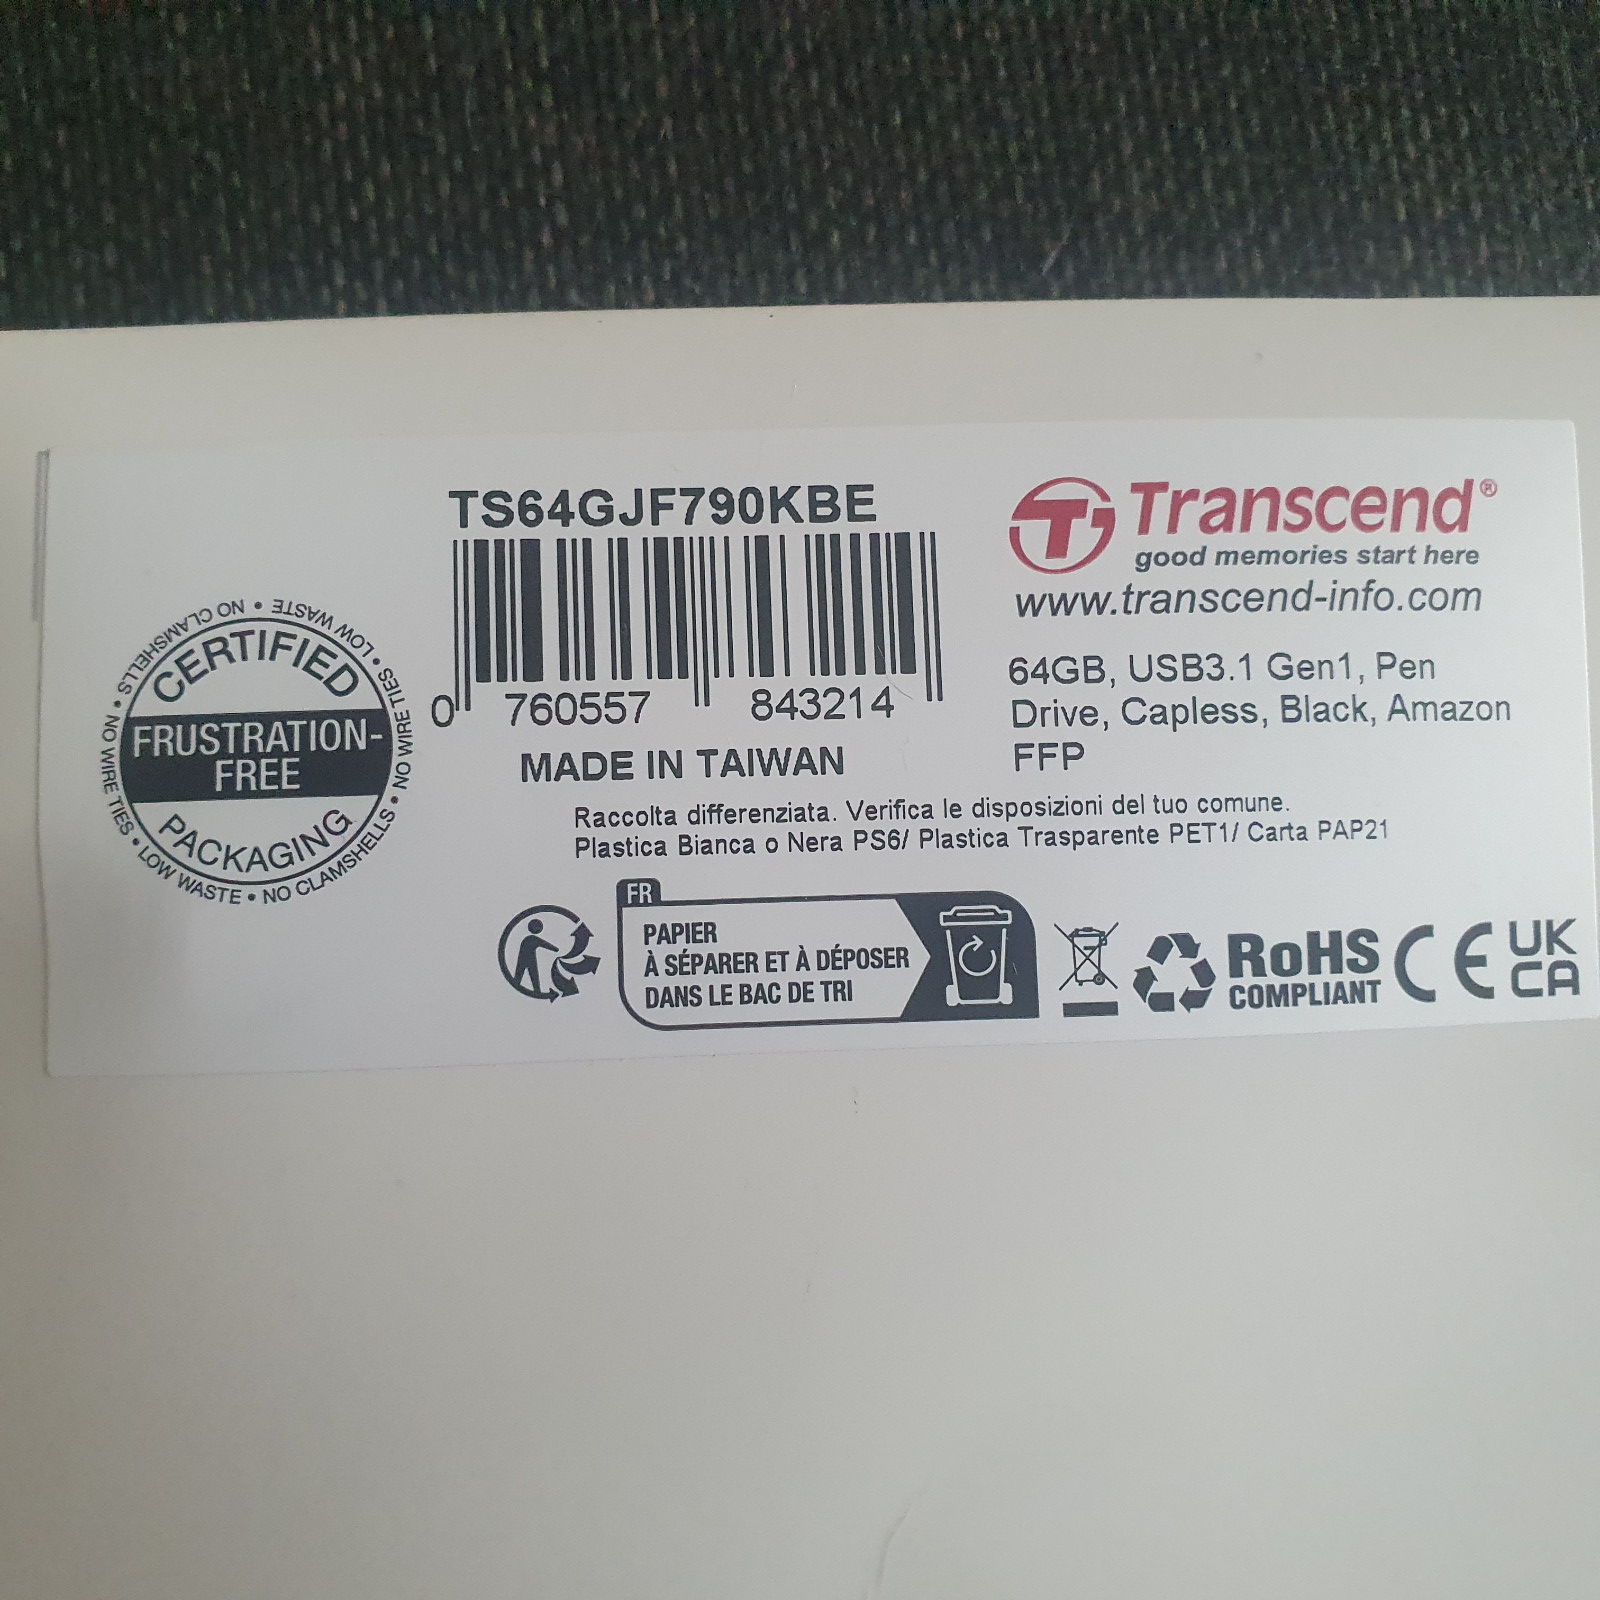 TS64GJF790KBE
0 760557 843214
MADE IN TAIWAN
Transcend®
good memories start here
www.transcend-info.com
64GB, USB3.1 Gen1, Pen
Drive, Capless, Black, Amazon
FFP
CERTIFIED
FRUSTRATION-
FREE
PACKAGING
NO CLAMSHELLS • LOW WASTE • NO WIRE TIES • NO CLAMSHELLS • LOW WASTE • NO WIRE TIES •
Raccolta differenziata. Verifica le disposizioni del tuo comune.
Plastica Bianca o Nera PS6/ Plastica Trasparente PET1/ Carta PAP21
FR
PAPIER
À SÉPARER ET À DÉPOSER
DANS LE BAC DE TRI
RoHS
COMPLIANT
CE
UK
CA